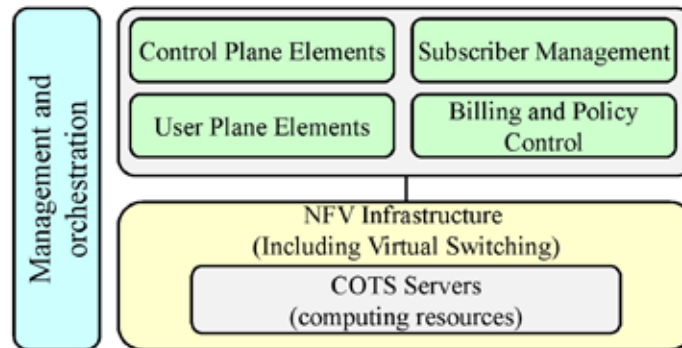 Management and
orchestration
Control Plane Elements
Subscriber Management
User Plane Elements
Billing and Policy
Control
NFV Infrastructure
(Including Virtual Switching)
COTS Servers
(computing resources)